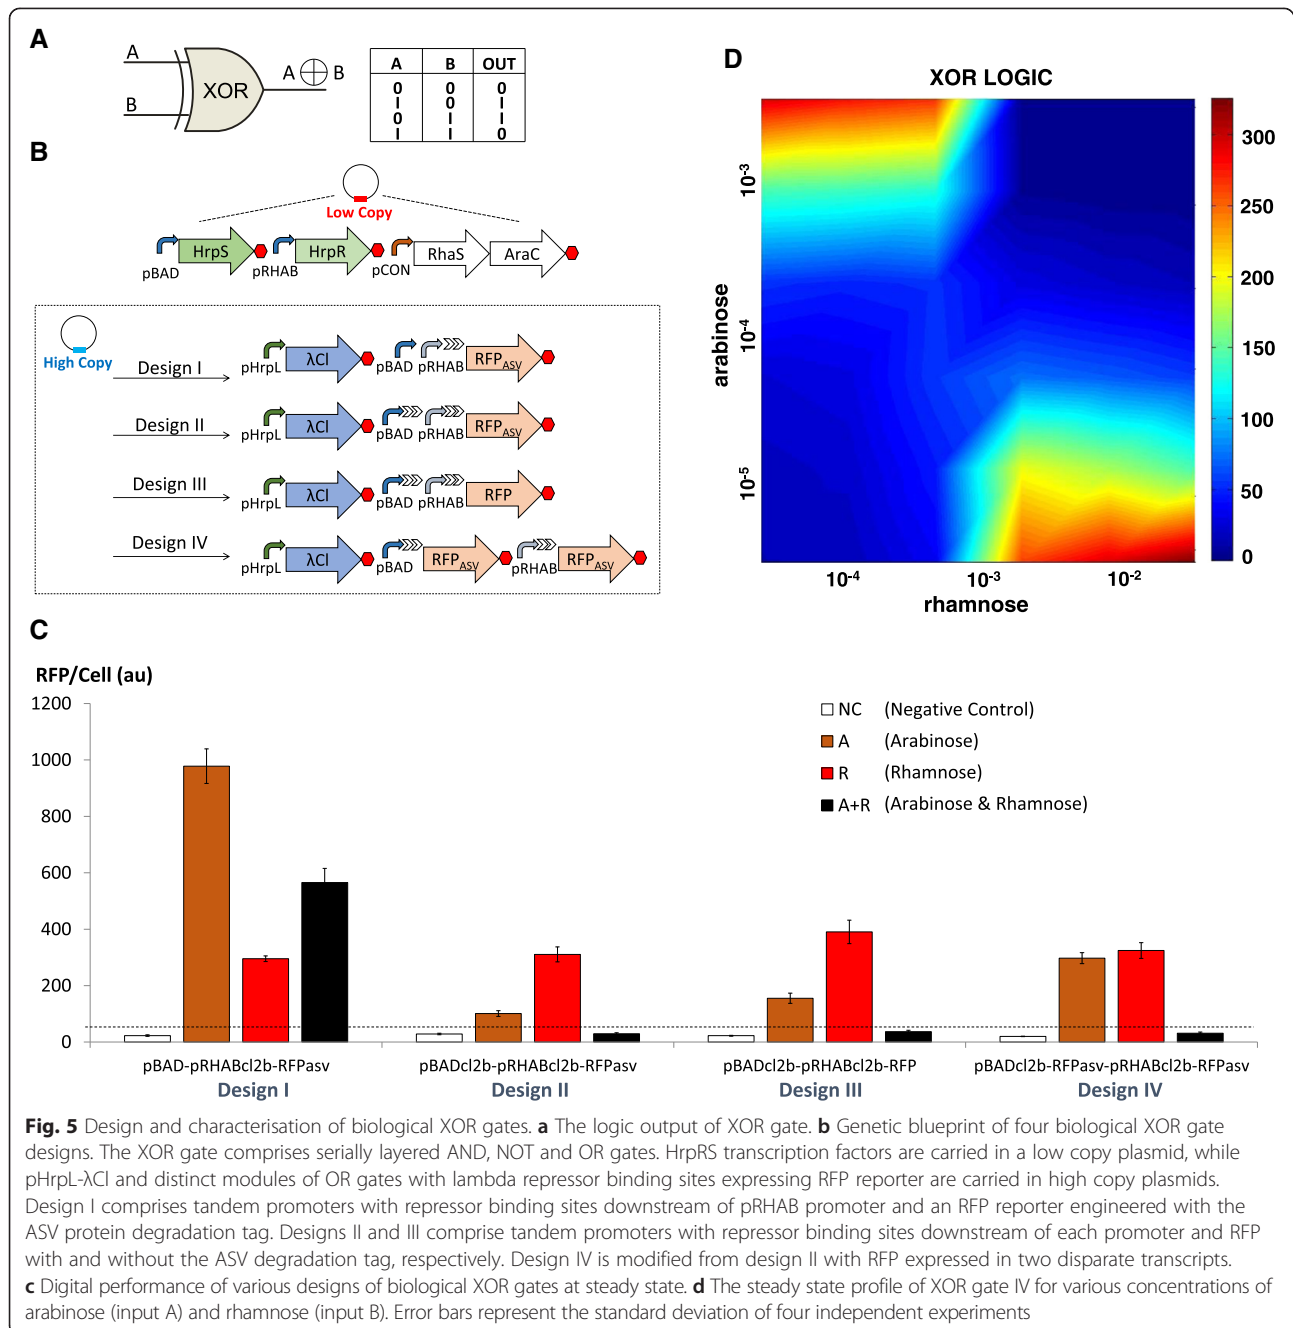 A
A
B
XOR
A ⊕ B
A B OUT
0 0 0
I 0 I
0 I I
I I 0
B
Low Copy
HrpS
HrpR
RhaS
AraC
pBAD
pRHAB
pCON
High Copy
Design I
pHrpL
λCI
pBAD
pRHAB
RFPASV
Design II
pHrpL
λCI
pBAD
pRHAB
RFPASV
Design III
pHrpL
λCI
pBAD
pRHAB
RFP
Design IV
pHrpL
λCI
pBAD
RFPASV
pRHAB
RFPASV
D
XOR LOGIC
arabinose
10-3
10-4
10-5
10-4
10-3
10-2
rhamnose
300
250
200
150
100
50
0
C
RFP/Cell (au)
1200
1000
800
600
400
200
0
NC (Negative Control)
A (Arabinose)
R (Rhamnose)
A+R (Arabinose & Rhamnose)
pBAD-pRHABcl2b-RFPasv
pBADcl2b-pRHABcl2b-RFPasv
pBADcl2b-pRHABcl2b-RFP
pBADcl2b-RFPasv-pRHABcl2b-RFPasv
Design I
Design II
Design III
Design IV
Fig. 5 Design and characterisation of biological XOR gates. a The logic output of XOR gate. b Genetic blueprint of four biological XOR gate
designs. The XOR gate comprises serially layered AND, NOT and OR gates. HrpRS transcription factors are carried in a low copy plasmid, while
pHrpL-λCI and distinct modules of OR gates with lambda repressor binding sites expressing RFP reporter are carried in high copy plasmids.
Design I comprises tandem promoters with repressor binding sites downstream of pRHAB promoter and an RFP reporter engineered with the
ASV protein degradation tag. Designs II and III comprise tandem promoters with repressor binding sites downstream of each promoter and RFP
with and without the ASV degradation tag, respectively. Design IV is modified from design II with RFP expressed in two disparate transcripts.
c Digital performance of various designs of biological XOR gates at steady state. d The steady state profile of XOR gate IV for various concentrations of
arabinose (input A) and rhamnose (input B). Error bars represent the standard deviation of four independent experiments